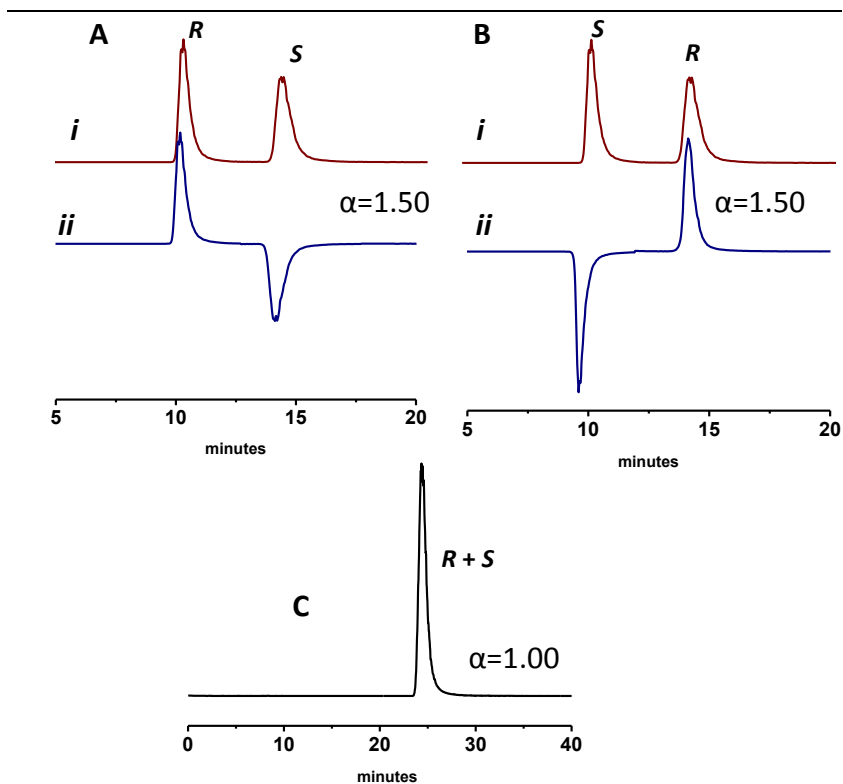 A
R
S
i
ii
α=1.50
5 10 15 20
minutes
B
S
R
i
ii
α=1.50
5 10 15 20
minutes
C
R + S
α=1.00
0 10 20 30 40
minutes